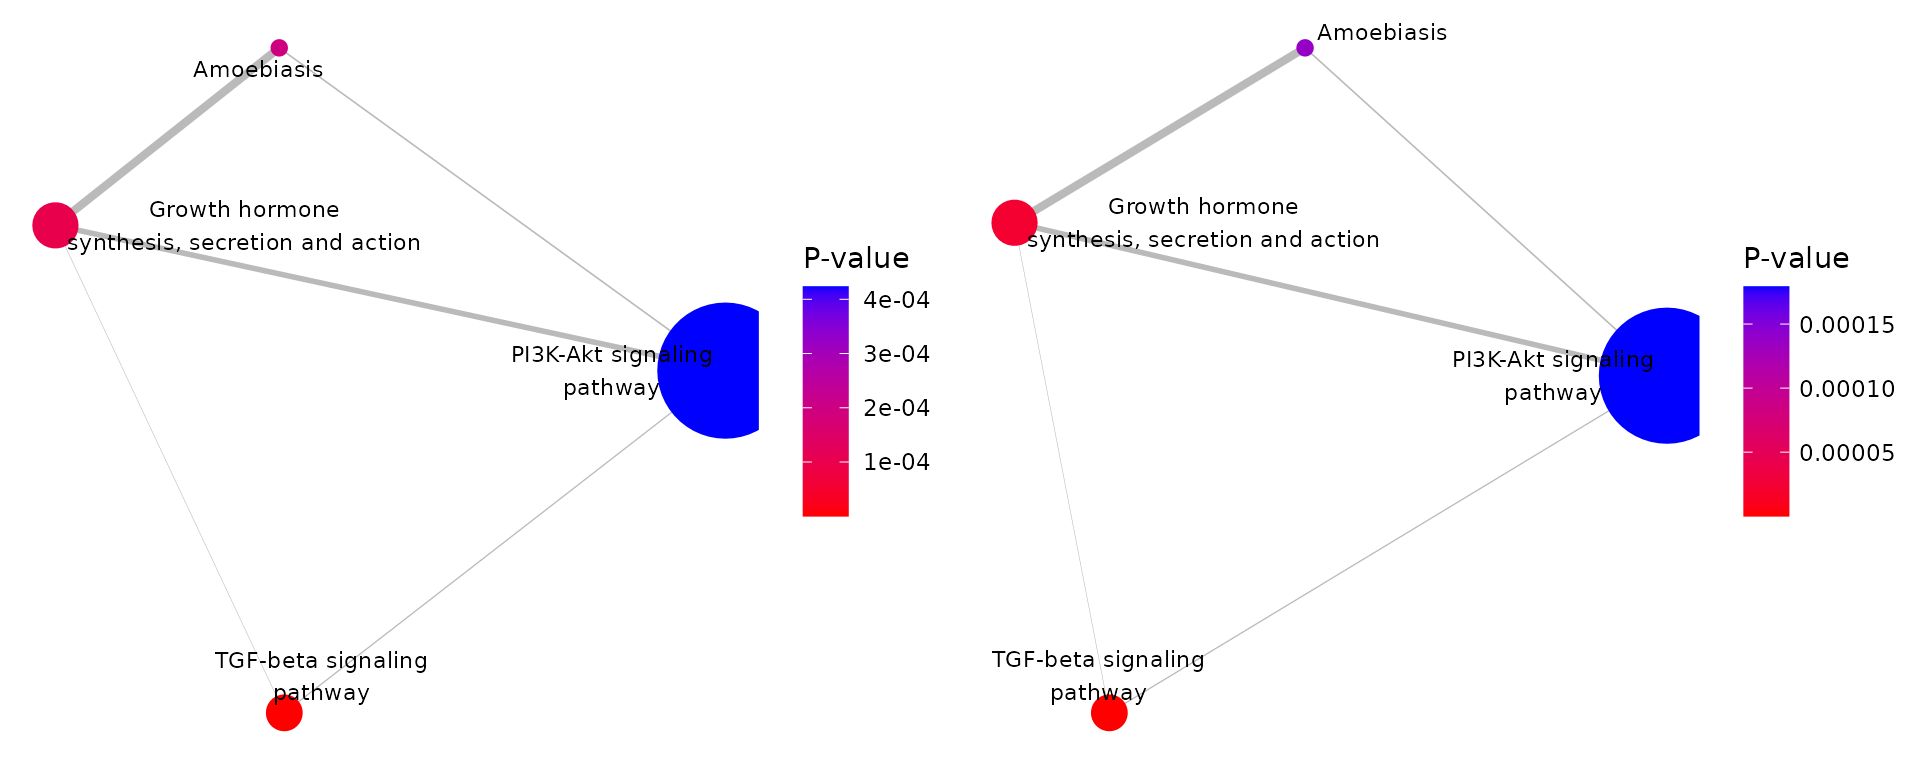 Amoebiasis
Growth hormone
synthesis, secretion and action
PI3K-Akt signaling
pathway
TGF-beta signaling
pathway
P-value
4e-04
3e-04
2e-04
1e-04
Amoebiasis
Growth hormone
synthesis, secretion and action
PI3K-Akt signaling
pathway
TGF-beta signaling
pathway
P-value
0.00015
0.00010
0.00005